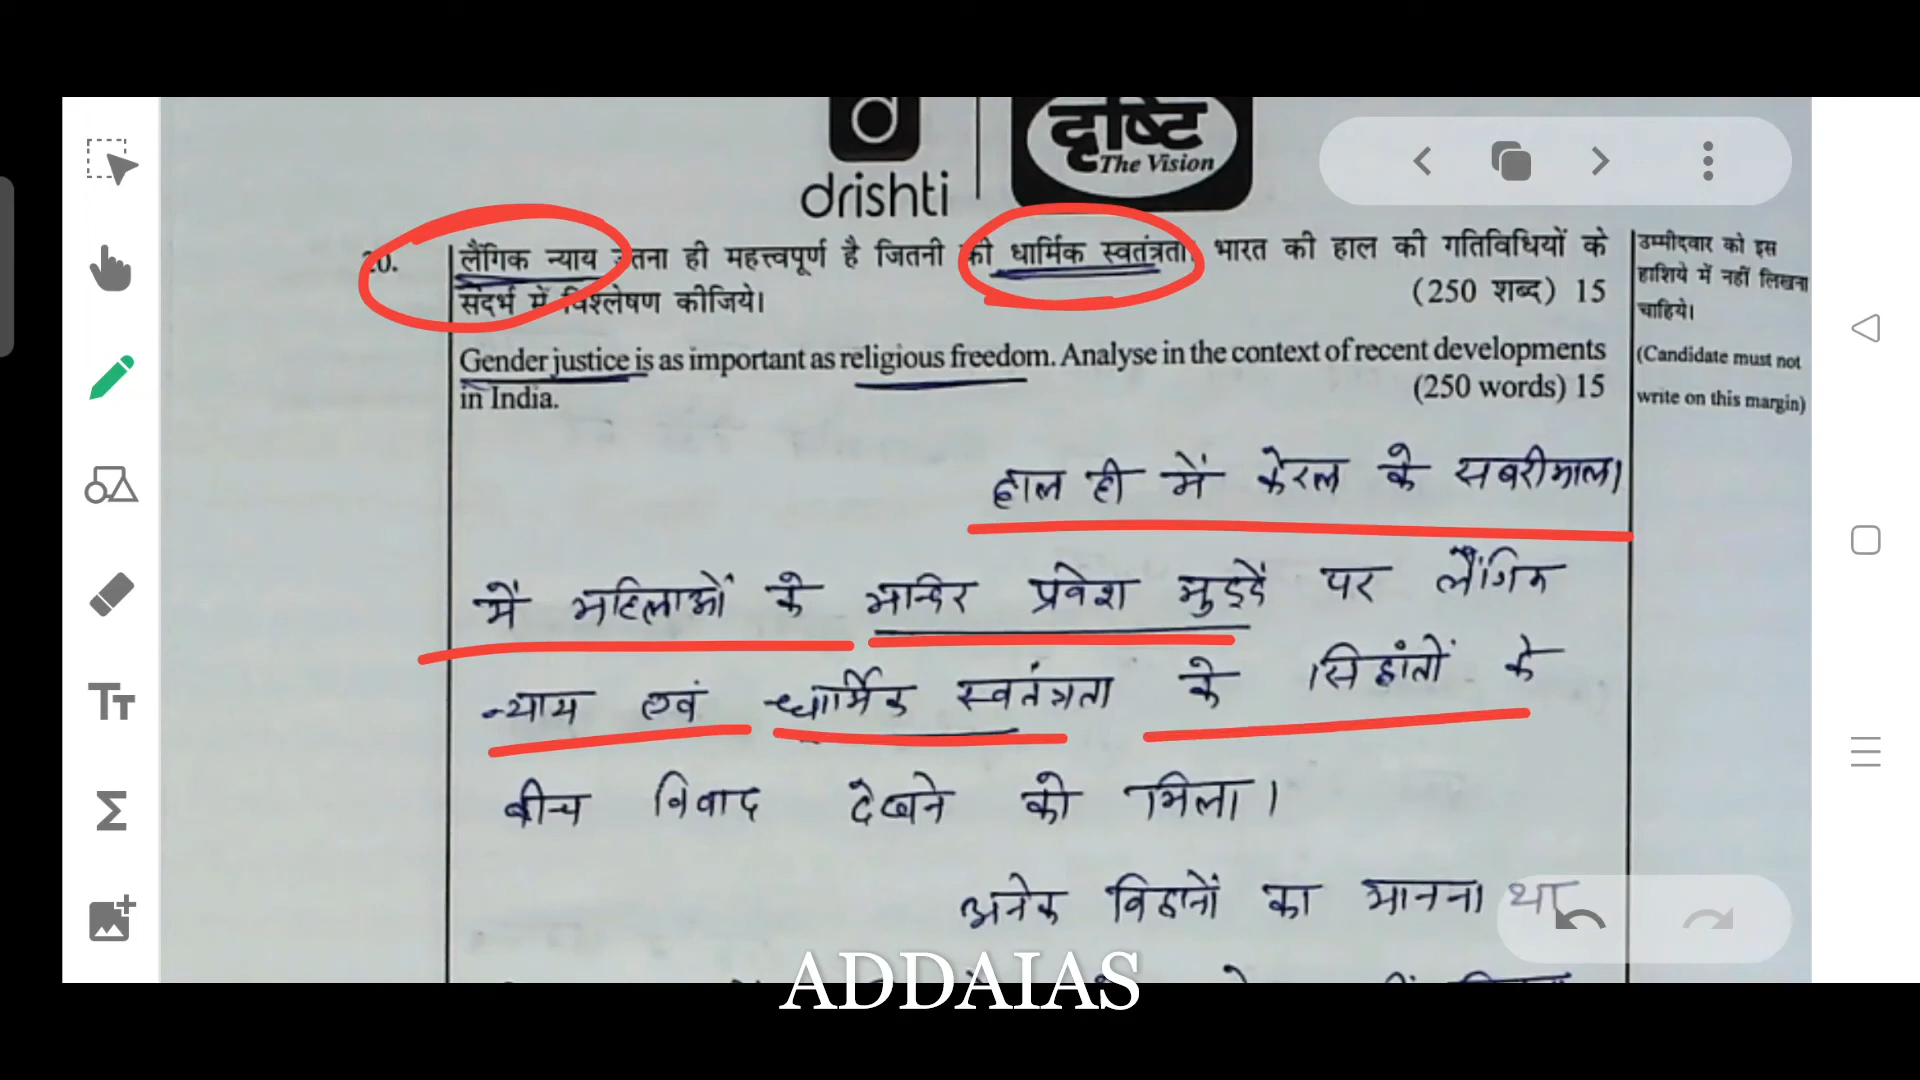 drishti
दृष्टि
The Vision
20. लैंगिक न्याय उतना ही महत्त्वपूर्ण है जितनी की धार्मिक स्वतंत्रता। भारत की हाल की गतिविधियों के
संदर्भ में विश्लेषण कीजिये।
(250 शब्द) 15
Gender justice is as important as religious freedom. Analyse in the context of recent developments
in India.
(250 words) 15
उम्मीदवार को इस
हाशिये में नहीं लिखना
चाहिये।
(Candidate must not
write on this margin)
हाल ही में केरल के सबरीमाला
में महिलाओं के मन्दिर प्रवेश मुद्दें पर लैंगिक
न्याय एवं धार्मिक स्वतंत्रता के सिद्धांतों के
बीच विवाद देखने को मिला।
अनेक विद्वानों का मानना था
ADDAIAS